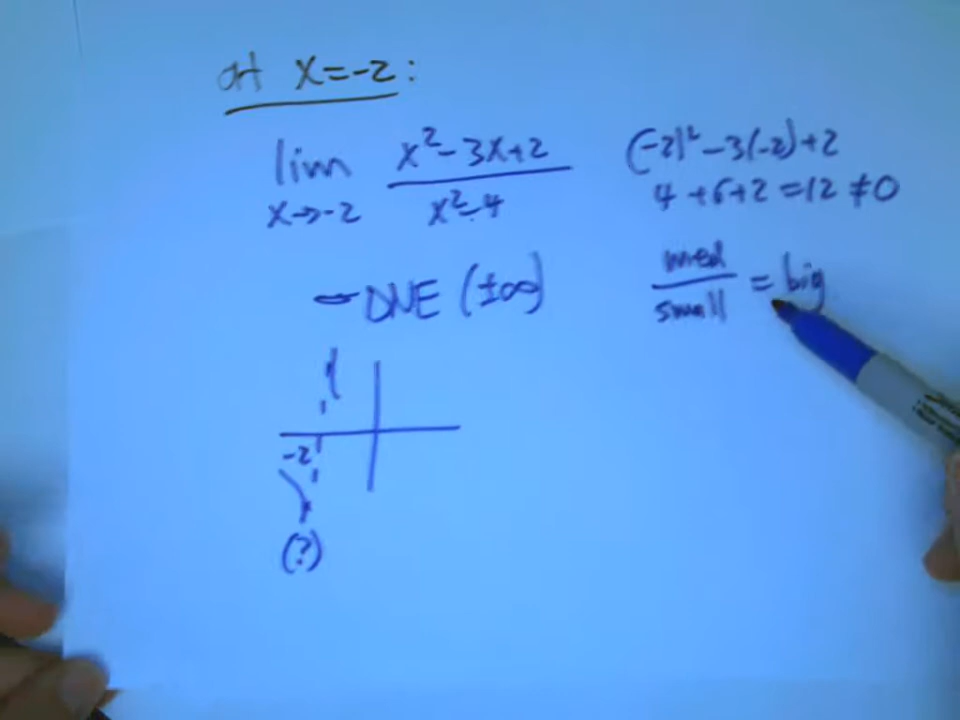 at x=-2:
lim x→-2 (x²-3x+2)/(x²-4)
(-2)²-3(-2)+2
4+6+2=12≠0
DNE (±∞)
med/small = big
-2
(?)